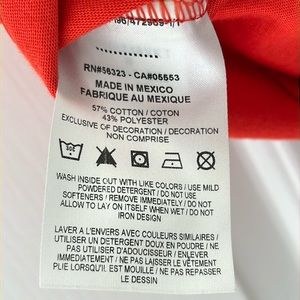 RN#56323 - CA#05553
MADE IN MEXICO
FABRIQUE AU MEXIQUE
57% COTTON / COTON
43% POLYESTER
EXCLUSIVE OF DECORATION / DECORATION
NON COMPRISE
WASH INSIDE OUT WITH LIKE COLORS / USE MILD
POWDERED DETERGENT / DO NOT USE
SOFTENERS / REMOVE IMMEDIATELY / DO NOT
ALLOW TO LAY ON ITSELF WHEN WET / DO NOT
IRON DESIGN
LAVER A L'ENVERS AVEC COULEURS SIMILAIRES /
UTILISER UN DETERGENT DOUX EN POUDRE / NE
PAS UTILISER D'ADOUCISSANT / ENLEVER
IMMEDIATEMENT / NE PAS LAISSER LE VETEMENT
PLIE LORSQU'IL EST MOUILLE / NE PAS REPASSER
LE DESSIN